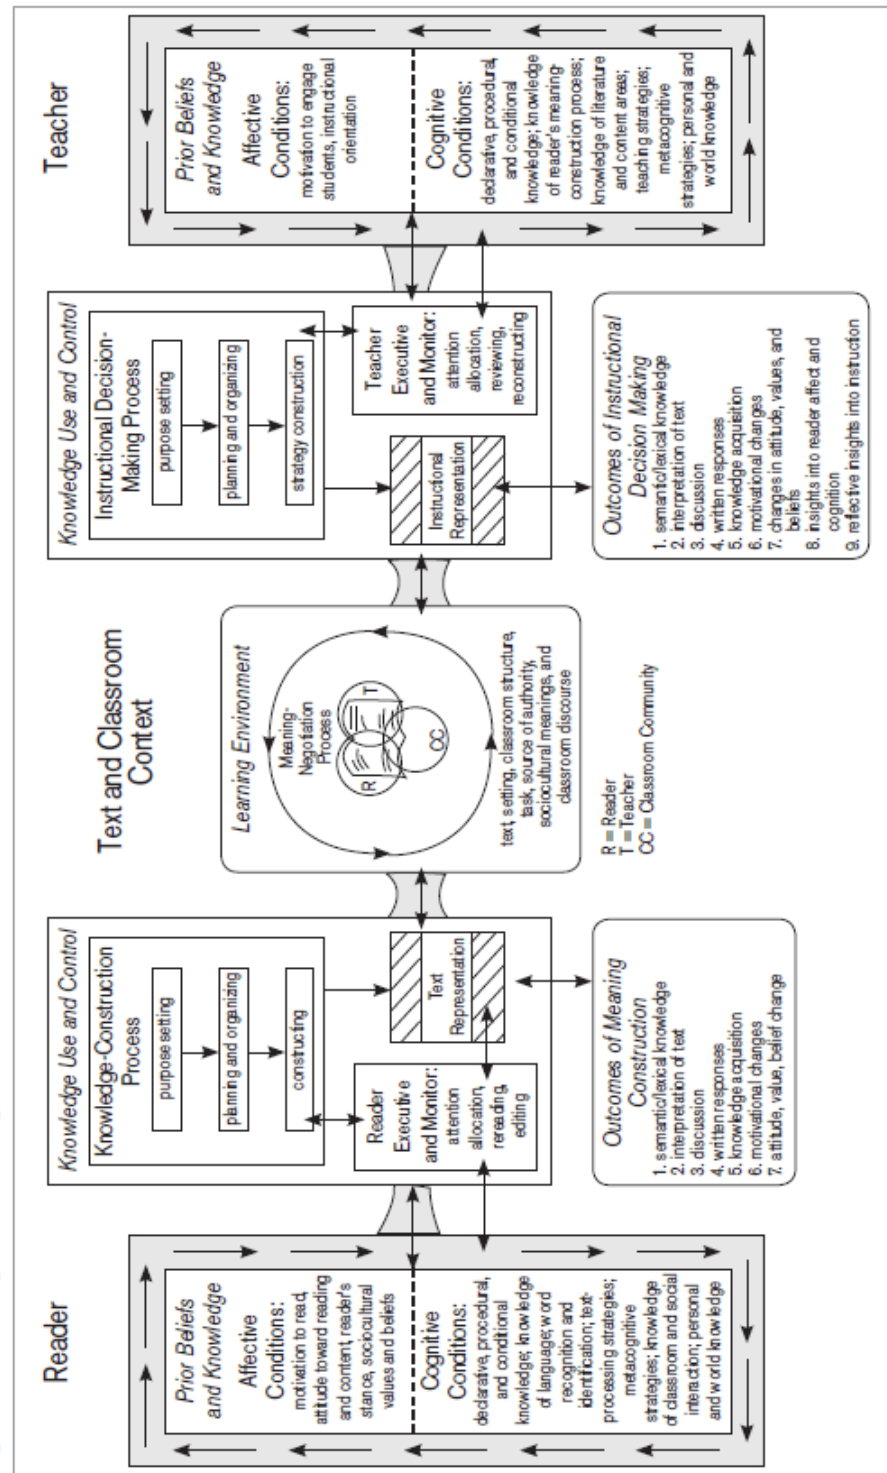 Reader
Prior Beliefs
and Knowledge
Affective
Conditions:
motivation to read,
attitude toward reading
and content, reader's
stance, sociocultural
values and beliefs
Cognitive
Conditions:
declarative, procedural,
and conditional
knowledge; knowledge
of language; word
recognition and
identification; text-
processing strategies;
metacognitive
strategies; knowledge
of classroom and social
interaction; personal
and world knowledge
Knowledge Use and Control
Knowledge-Construction
Process
purpose setting
planning and organizing
constructing
Reader
Executive
and Monitor:
attention
allocation,
rereading,
editing
Text
Representation
Outcomes of Meaning
Construction
1. semantic/lexical knowledge
2. interpretation of text
3. discussion
4. written responses
5. knowledge acquisition
6. motivational changes
7. attitude, value, belief change
Text and Classroom
Context
Learning Environment
Meaning-
Negotiation
Process
R
T
CC
text, setting, classroom structure,
task, source of authority,
sociocultural meanings, and
classroom discourse
R = Reader
T = Teacher
CC = Classroom Community
Knowledge Use and Control
Instructional Decision-
Making Process
purpose setting
planning and organizing
strategy construction
Instructional
Representation
Teacher
Executive
and Monitor:
attention
allocation,
reviewing,
reconstructing
Outcomes of Instructional
Decision Making
1. semantic/lexical knowledge
2. interpretation of text
3. discussion
4. written responses
5. knowledge acquisition
6. motivational changes
7. changes in attitude, values, and
beliefs
8. insights into reader affect and
cognition
9. reflective insights into instruction
Teacher
Prior Beliefs
and Knowledge
Affective
Conditions:
motivation to engage
students, instructional
orientation
Cognitive
Conditions:
declarative, procedural,
and conditional
knowledge; knowledge
of reader's meaning-
construction process;
knowledge of literature
and content areas;
teaching strategies;
metacognitive
strategies; personal and
world knowledge